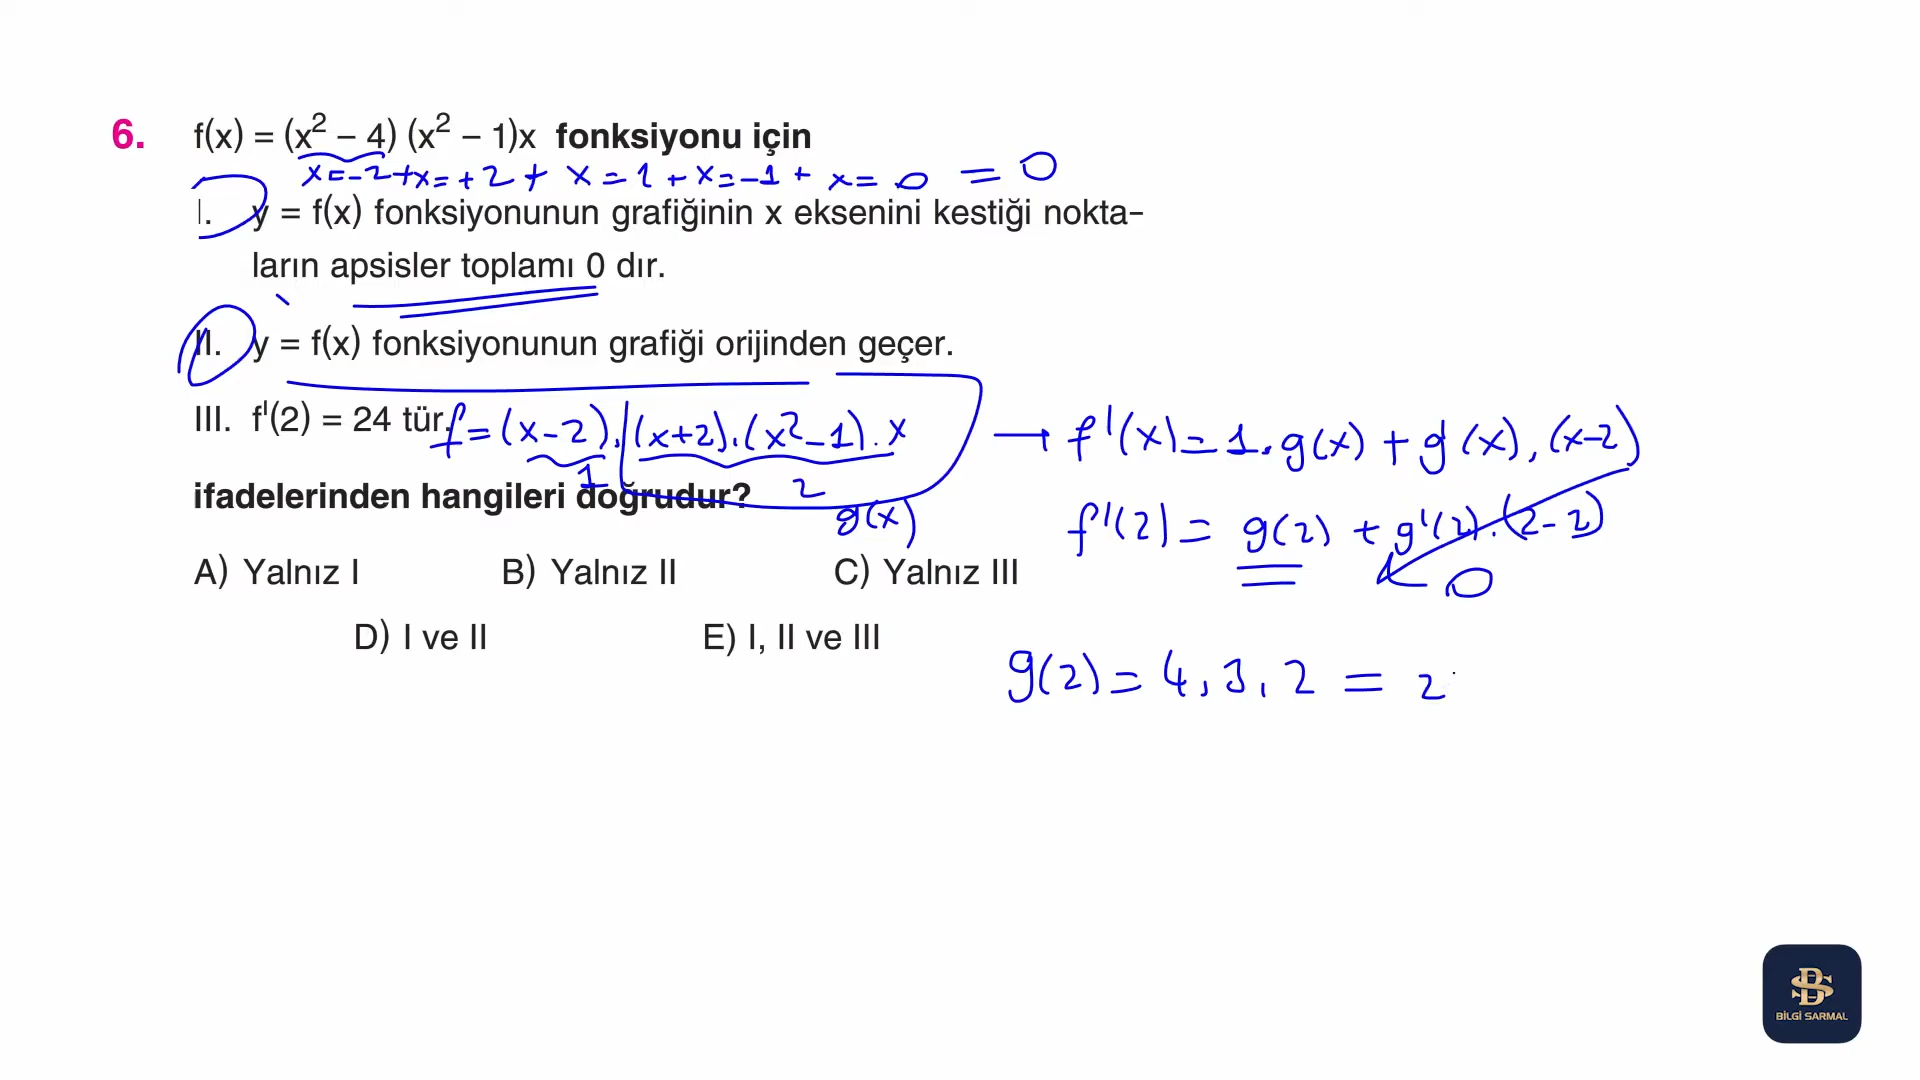 6. f(x) = (x² – 4) (x² – 1)x fonksiyonu için
x=-2 + x=+2 + x=1 + x=-1 + x=0 = 0
I. y = f(x) fonksiyonunun grafiğinin x eksenini kestiği nokta-
ların apsisler toplamı 0 dır.
II. y = f(x) fonksiyonunun grafiği orijinden geçer.
III. f'(2) = 24 tür. f=(x-2).(x+2).(x²-1).x → f'(x)=1.g(x)+g'(x).(x-2)
1 2
ifadelerinden hangileri doğrudur? g(x) f'(2)= g(2) + g'(2).(2-2)
0
A) Yalnız I B) Yalnız II C) Yalnız III
D) I ve II E) I, II ve III
g(2)=4.3.2 = 2
BS
BİLGİ SARMAL